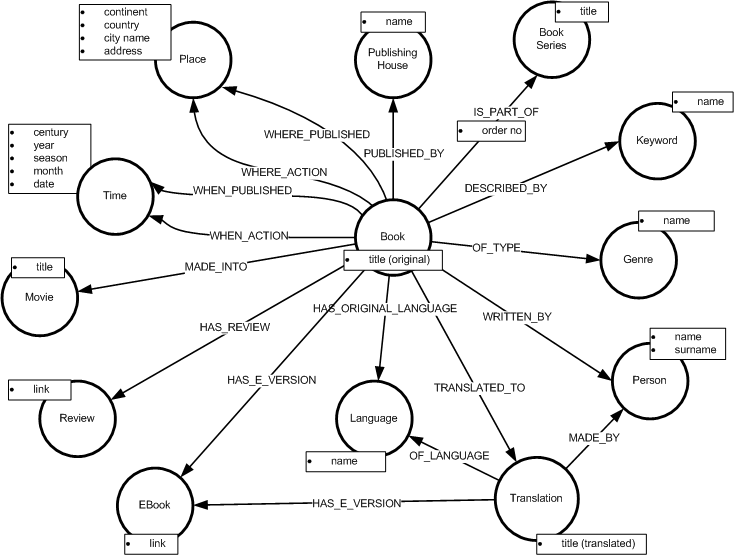 continent
country
city name
address
Place
name
Publishing
House
title
Book
Series
IS_PART_OF
order no
name
Keyword
WHERE_PUBLISHED
PUBLISHED_BY
century
year
season
month
date
Time
WHERE_ACTION
WHEN_PUBLISHED
DESCRIBED_BY
WHEN_ACTION
Book
title (original)
OF_TYPE
name
Genre
title
Movie
MADE_INTO
HAS_ORIGINAL_LANGUAGE
WRITTEN_BY
HAS_REVIEW
name
surname
Person
link
Review
HAS_E_VERSION
TRANSLATED_TO
Language
name
OF_LANGUAGE
MADE_BY
EBook
link
HAS_E_VERSION
Translation
title (translated)